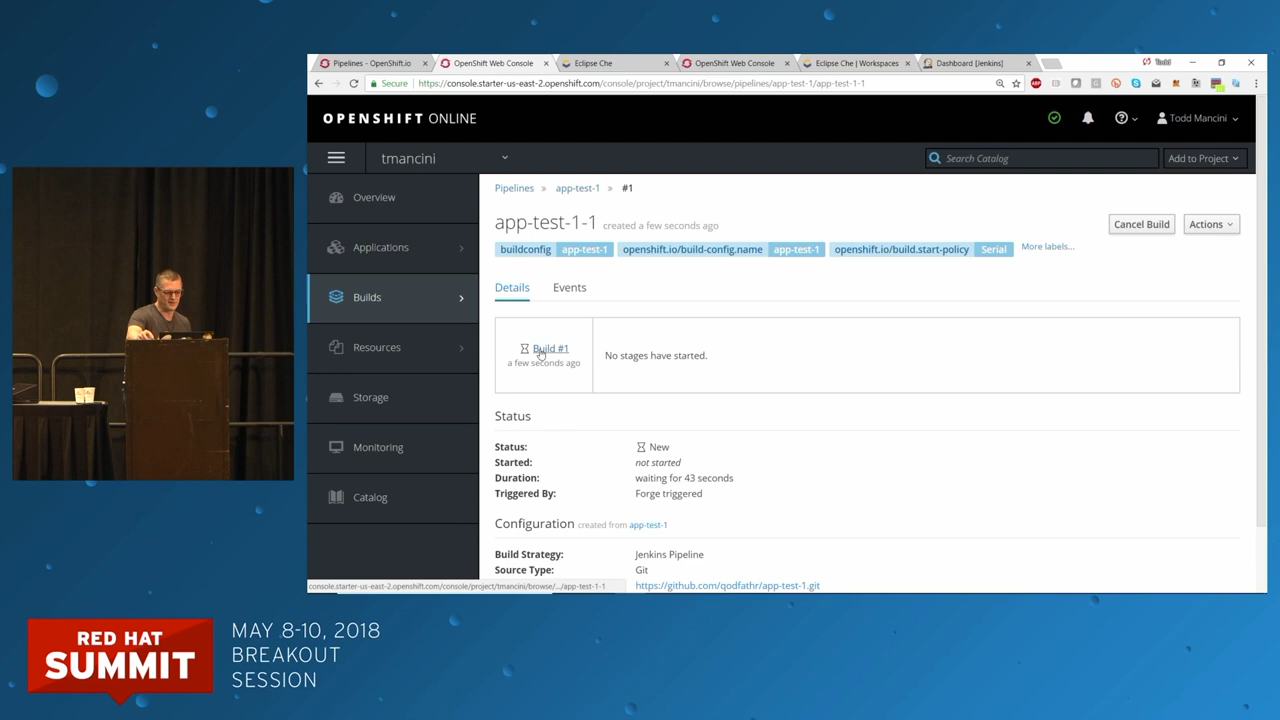 Pipelines - OpenShift.io
OpenShift Web Console
Eclipse Che
OpenShift Web Console
Eclipse Che | Workspaces
Dashboard [Jenkins]
Todd
Secure
https://console.starter-us-east-2.openshift.com/console/project/tmancini/browse/pipelines/app-test-1/app-test-1-1
OPENSHIFT ONLINE
Todd Mancini
tmancini
Search Catalog
Add to Project
Overview
Applications
Builds
Resources
Storage
Monitoring
Catalog
Pipelines » app-test-1 » #1
app-test-1-1 created a few seconds ago
Cancel Build
Actions
buildconfig app-test-1 openshift.io/build-config.name app-test-1 openshift.io/build.start-policy Serial More labels...
Details Events
Build #1
a few seconds ago
No stages have started.
Status
Status: New
Started: not started
Duration: waiting for 43 seconds
Triggered By: Forge triggered
Configuration created from app-test-1
Build Strategy: Jenkins Pipeline
Source Type: Git
https://github.com/qodfathr/app-test-1.git
console.starter-us-east-2.openshift.com/console/project/tmancini/browse/.../app-test-1-1
RED HAT
SUMMIT
MAY 8-10, 2018
BREAKOUT
SESSION